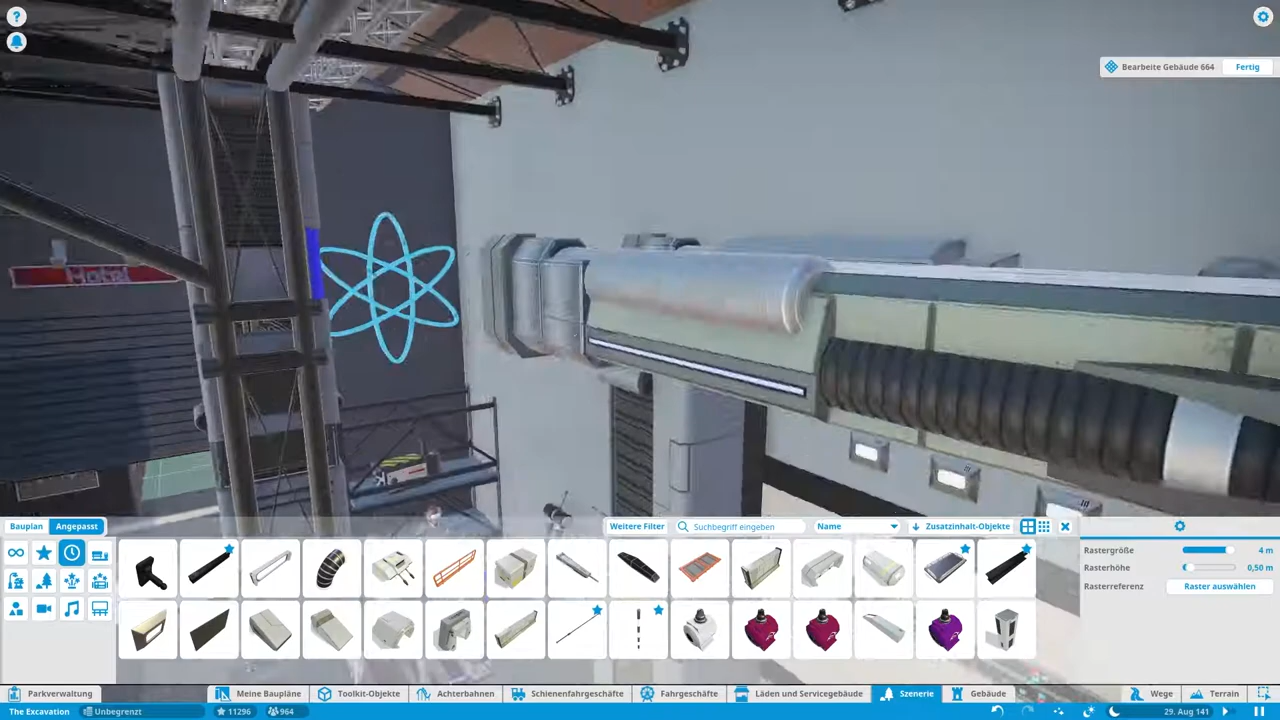 ?
Bearbeite Gebäude 664 Fertig
Hotel
Bauplan Angepasst
Weitere Filter Suchbegriff eingeben Name Zusatzinhalt-Objekte
Rastergröße 4 m
Rasterhöhe 0,50 m
Rasterreferenz Raster auswählen
Parkverwaltung Meine Baupläne Toolkit-Objekte Achterbahnen Schienenfahrgeschäfte Fahrgeschäfte Läden und Servicegebäude Szenerie Gebäude Wege Terrain
The Excavation Unbegrenzt 11296 964 29. Aug 141